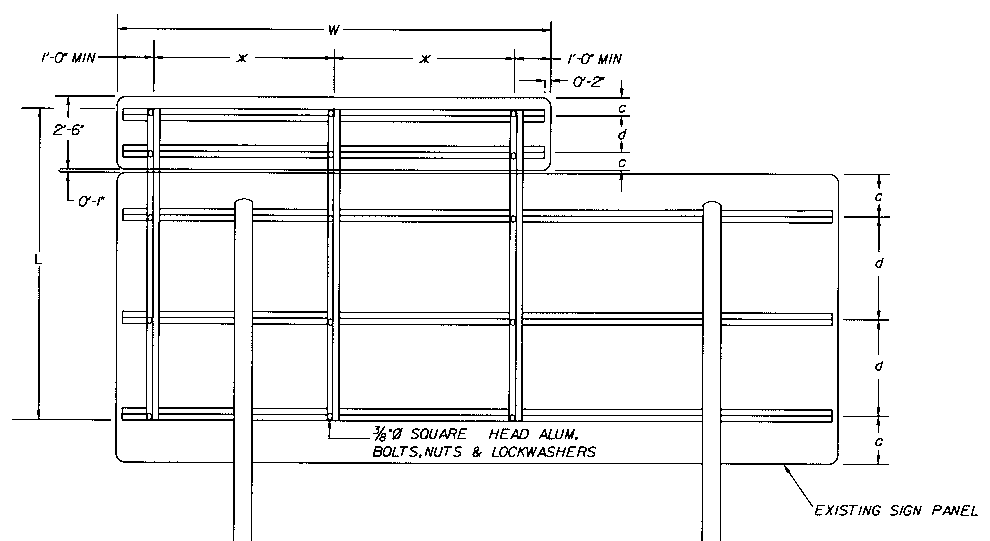 W
1'-0" MIN
ж
ж
1'-0" MIN
0'-2"
2'-6"
c
d
c
0'-1"
c
L
d
d
c
3/8"Ø SQUARE HEAD ALUM.
BOLTS, NUTS & LOCKWASHERS
EXISTING SIGN PANEL